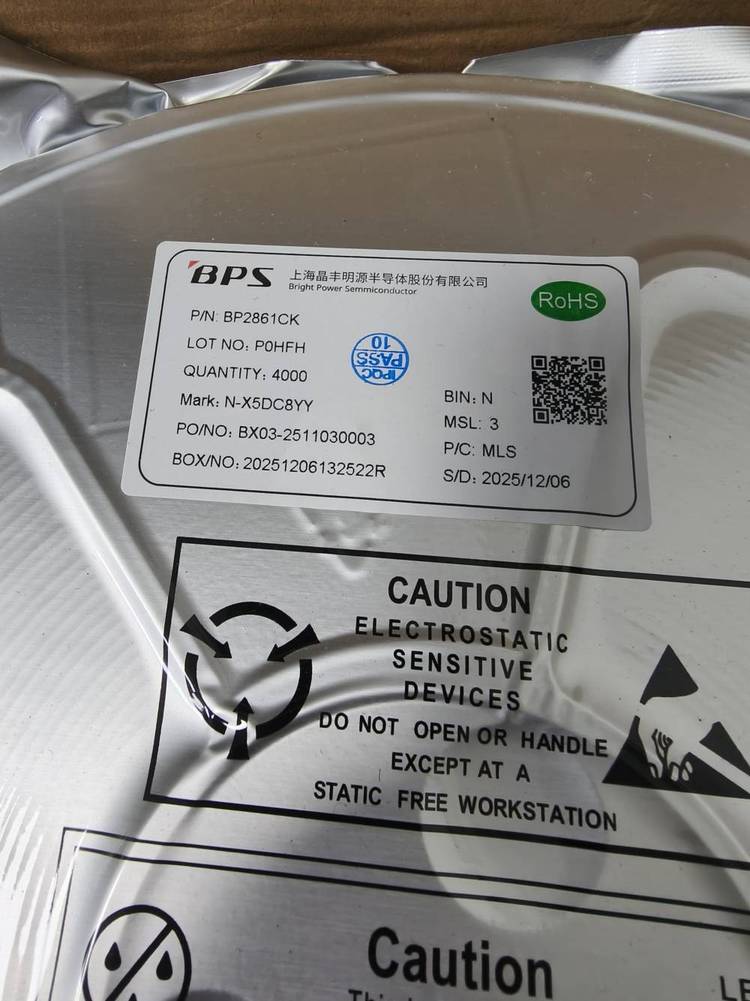 BPS 上海晶丰明源半导体股份有限公司
Bright Power Semmiconductor
RoHS
P/N: BP2861CK
LOT NO: P0HFH
QUANTITY: 4000
Mark: N-X5DC8YY
PO/NO: BX03-2511030003
BOX/NO: 20251206132522R
IPQC
PASS
10
BIN: N
MSL: 3
P/C: MLS
S/D: 2025/12/06
CAUTION
ELECTROSTATIC
SENSITIVE
DEVICES
DO NOT OPEN OR HANDLE
EXCEPT AT A
STATIC FREE WORKSTATION
Caution